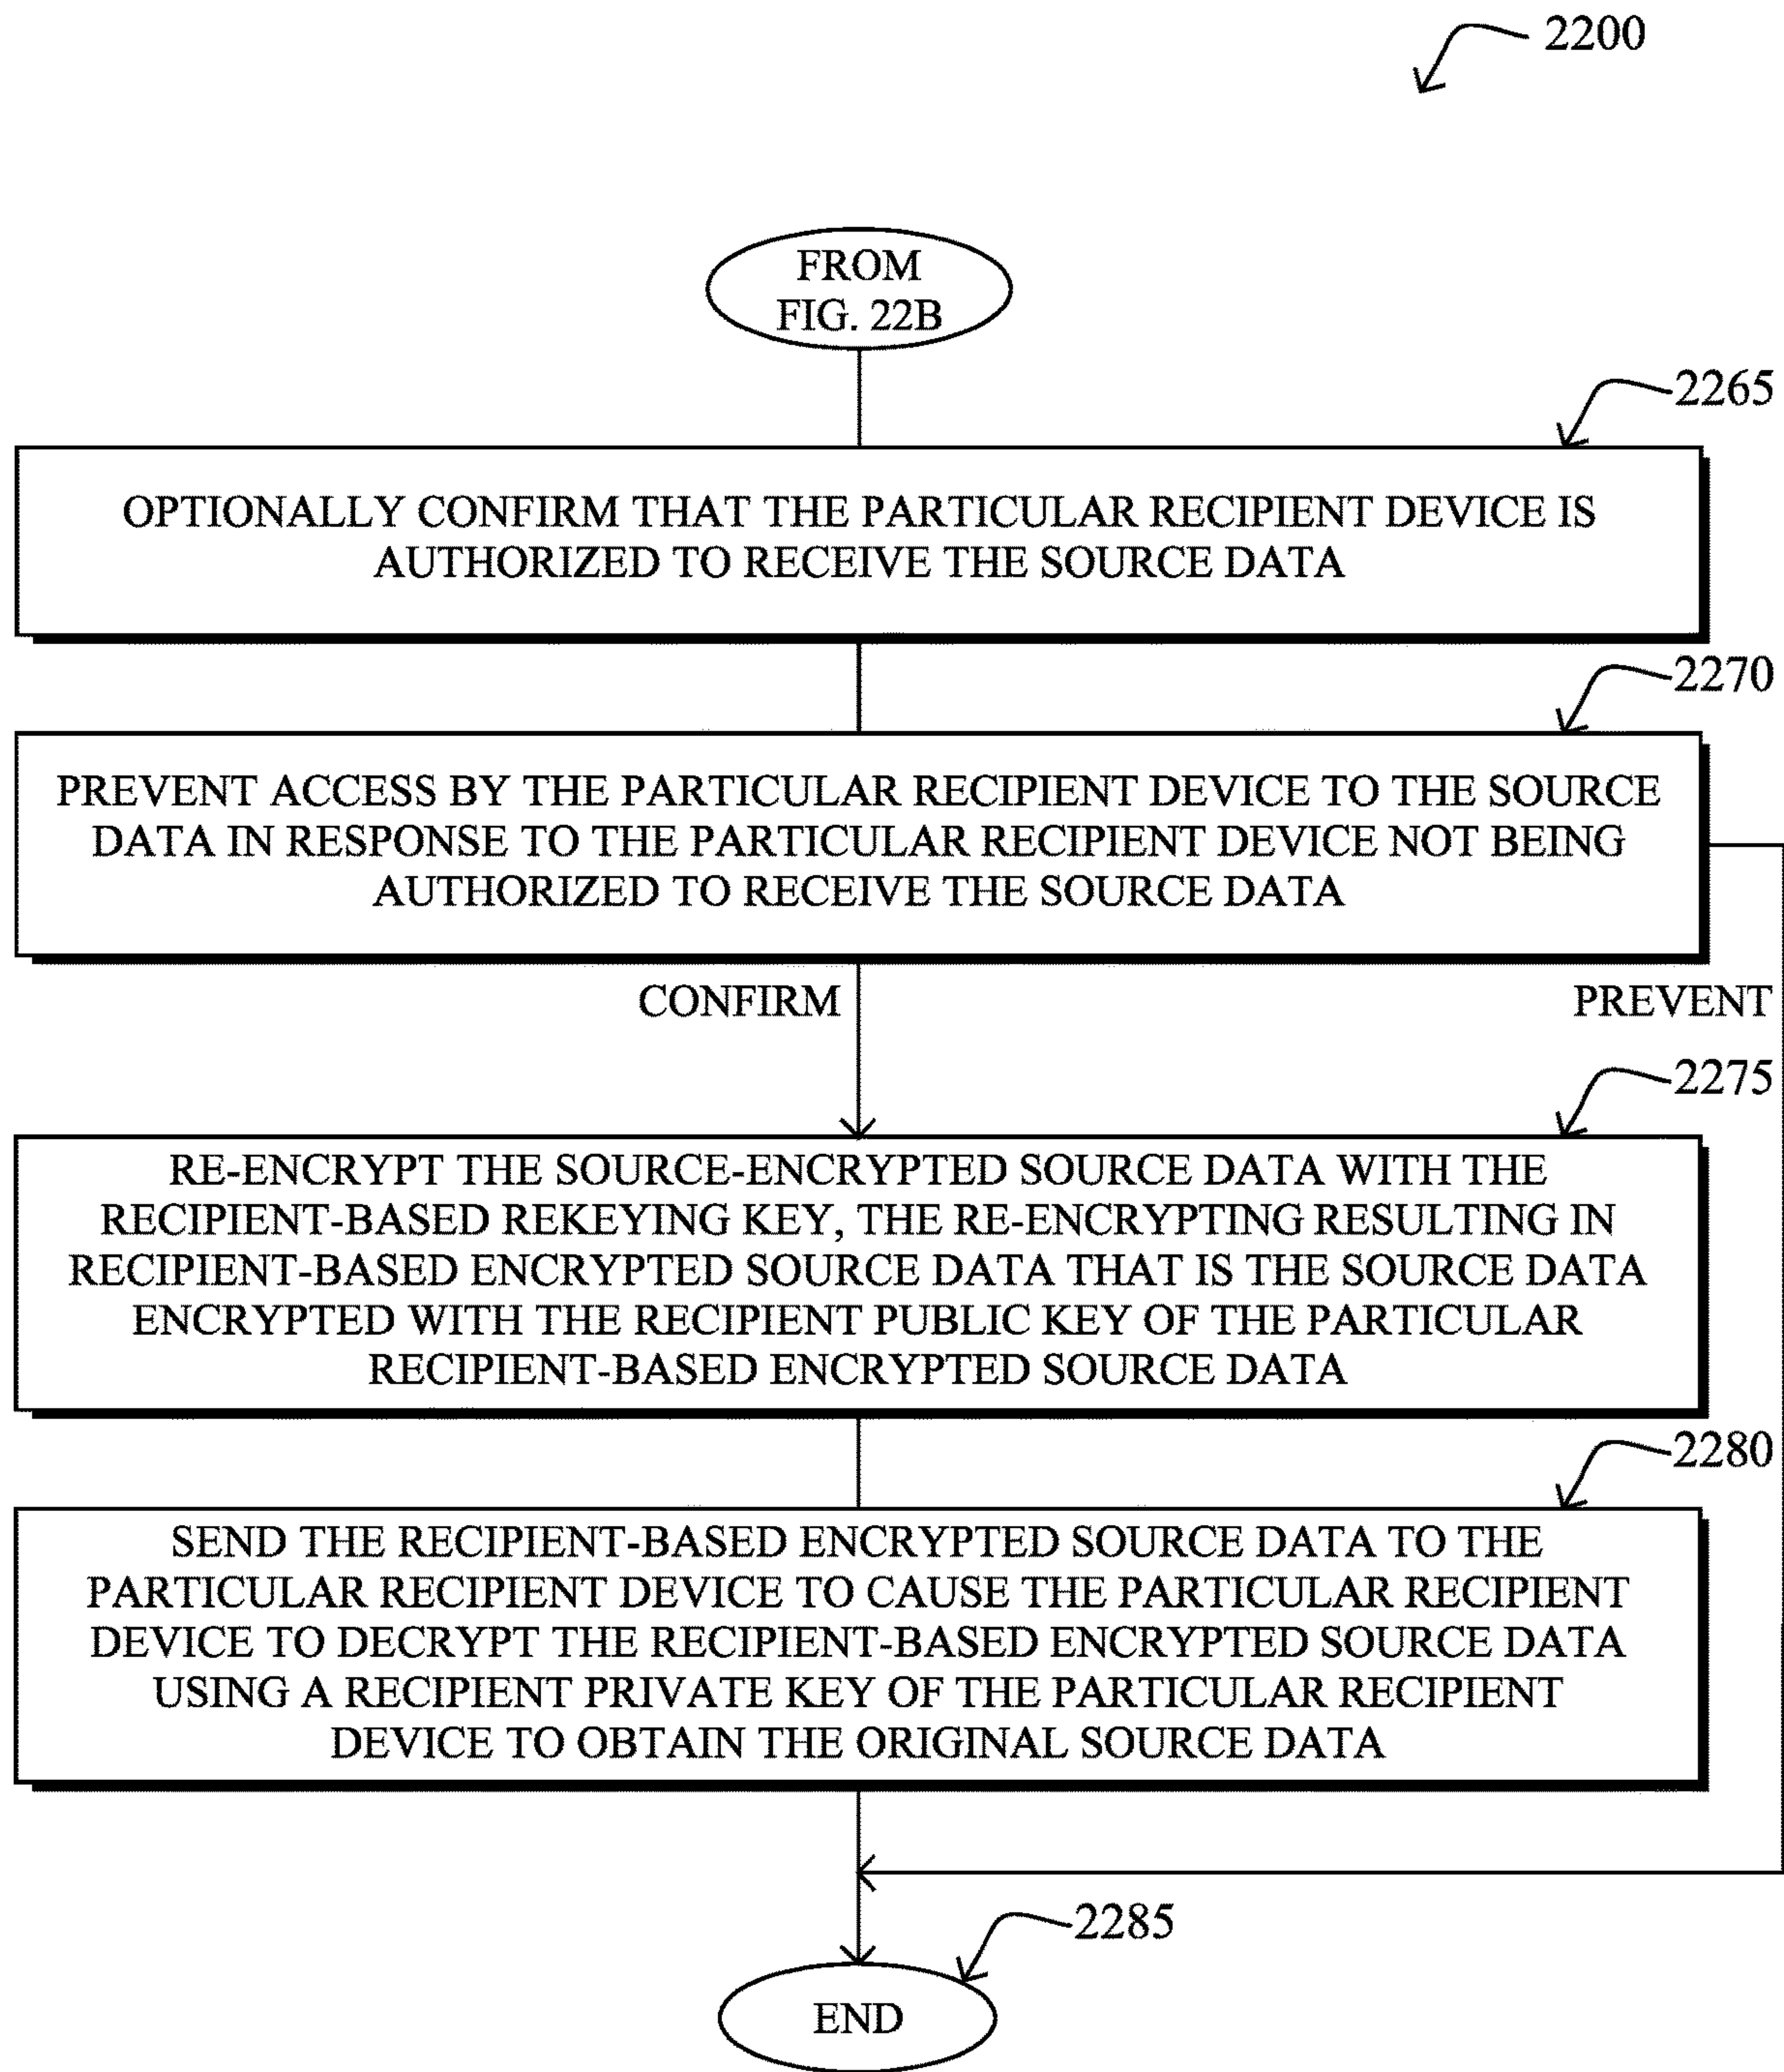 2200
FROM
FIG. 22B
2265
OPTIONALLY CONFIRM THAT THE PARTICULAR RECIPIENT DEVICE IS
AUTHORIZED TO RECEIVE THE SOURCE DATA
2270
PREVENT ACCESS BY THE PARTICULAR RECIPIENT DEVICE TO THE SOURCE
DATA IN RESPONSE TO THE PARTICULAR RECIPIENT DEVICE NOT BEING
AUTHORIZED TO RECEIVE THE SOURCE DATA
CONFIRM
PREVENT
2275
RE-ENCRYPT THE SOURCE-ENCRYPTED SOURCE DATA WITH THE
RECIPIENT-BASED REKEYING KEY, THE RE-ENCRYPTING RESULTING IN
RECIPIENT-BASED ENCRYPTED SOURCE DATA THAT IS THE SOURCE DATA
ENCRYPTED WITH THE RECIPIENT PUBLIC KEY OF THE PARTICULAR
RECIPIENT-BASED ENCRYPTED SOURCE DATA
2280
SEND THE RECIPIENT-BASED ENCRYPTED SOURCE DATA TO THE
PARTICULAR RECIPIENT DEVICE TO CAUSE THE PARTICULAR RECIPIENT
DEVICE TO DECRYPT THE RECIPIENT-BASED ENCRYPTED SOURCE DATA
USING A RECIPIENT PRIVATE KEY OF THE PARTICULAR RECIPIENT
DEVICE TO OBTAIN THE ORIGINAL SOURCE DATA
2285
END